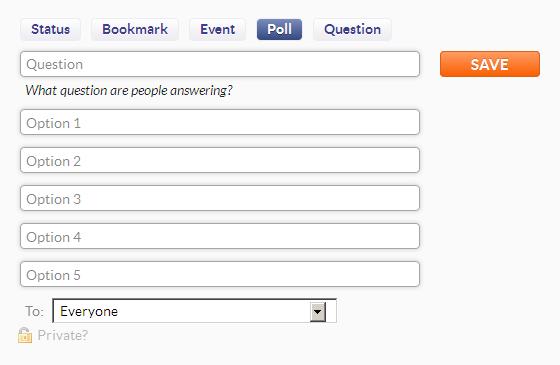 Status Bookmark Event Poll Question
Question SAVE
What question are people answering?
Option 1
Option 2
Option 3
Option 4
Option 5
To: Everyone
Private?